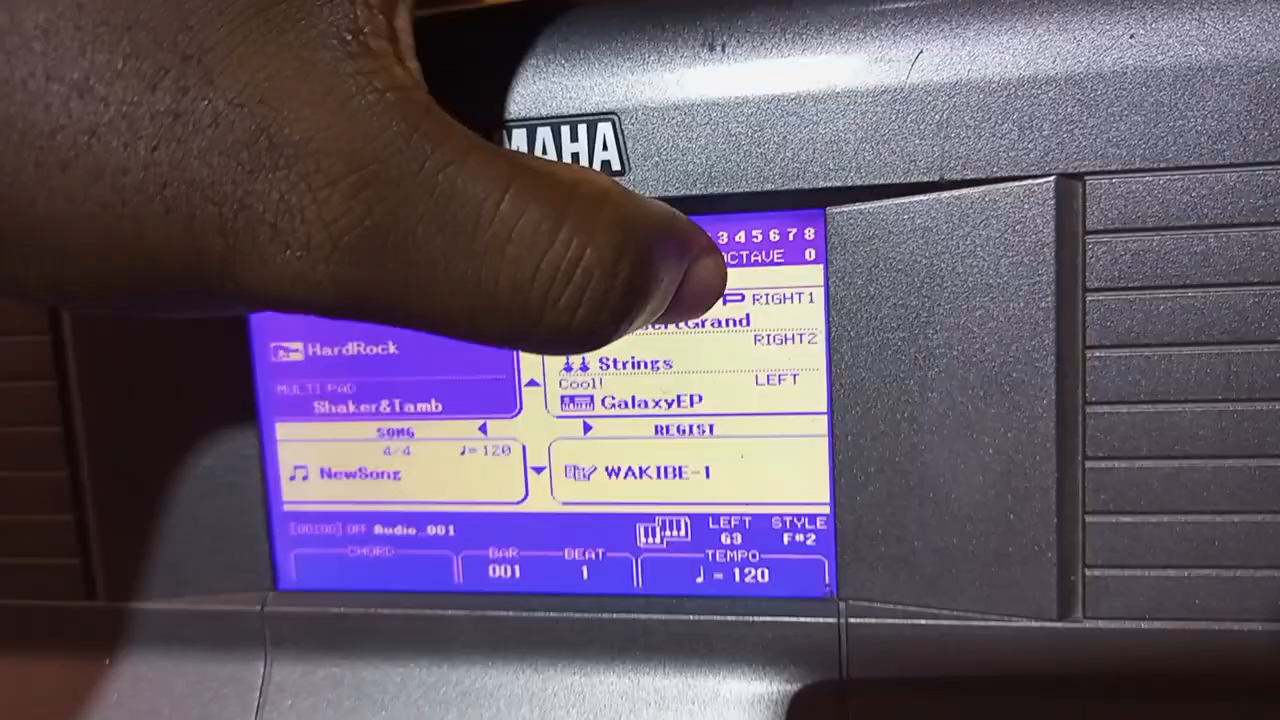 MAHA
3 4 5 6 7 8
OCTAVE 0
RIGHT1
HardRock
ertGrand
RIGHT2
MULTI PAD
Strings
Shaker&Tamb
Cool! LEFT
GalaxyEP
SONG
REGIST
4/4 ♩=120
NewSong
WAKIBE-1
[00:00] OFF Audio_001
LEFT STYLE
G3 F#2
CHORD BAR BEAT TEMPO
001 1 ♩= 120